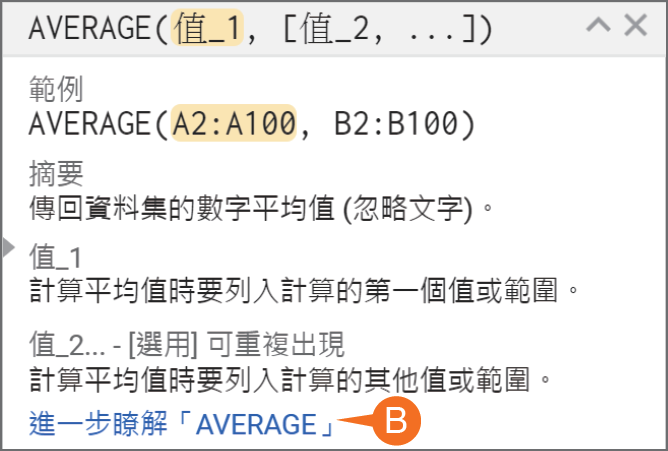 AVERAGE(值_1, [值_2, ...])
範例
AVERAGE(A2:A100, B2:B100)
摘要
傳回資料集的數字平均值 (忽略文字)。
值_1
計算平均值時要列入計算的第一個值或範圍。
值_2... - [選用] 可重複出現
計算平均值時要列入計算的其他值或範圍。
進一步瞭解「AVERAGE」 B